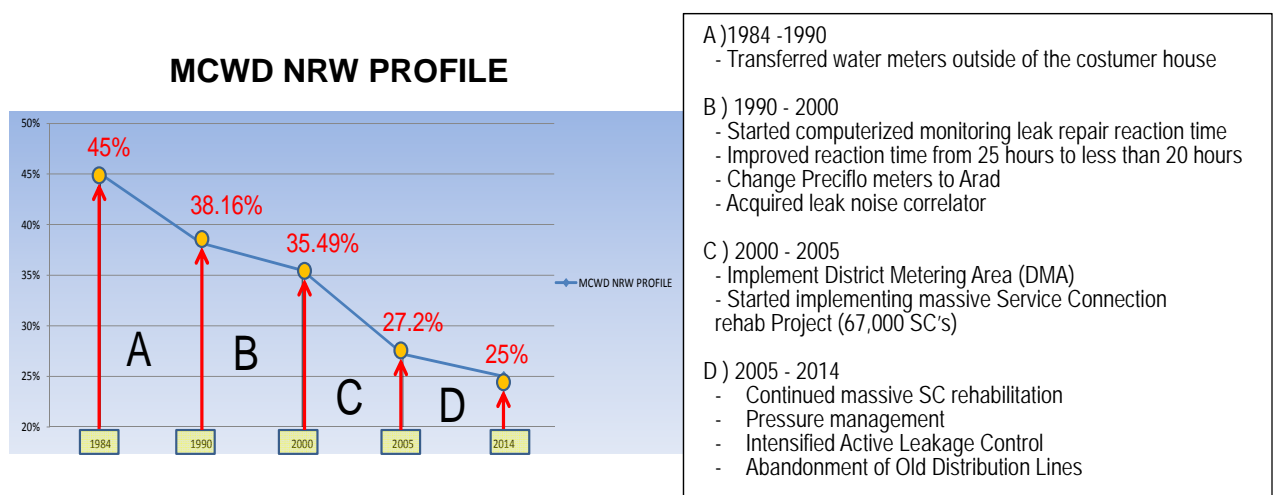 MCWD NRW PROFILE
50%
45%
40%
35%
30%
25%
20%
45%
38.16%
35.49%
27.2%
25%
A
B
C
D
1984
1990
2000
2005
2014
MCWD NRW PROFILE
A )1984 -1990
- Transferred water meters outside of the costumer house
B ) 1990 - 2000
- Started computerized monitoring leak repair reaction time
- Improved reaction time from 25 hours to less than 20 hours
- Change Preciflo meters to Arad
- Acquired leak noise correlator
C ) 2000 - 2005
- Implement District Metering Area (DMA)
- Started implementing massive Service Connection
rehab Project (67,000 SC's)
D ) 2005 - 2014
- Continued massive SC rehabilitation
- Pressure management
- Intensified Active Leakage Control
- Abandonment of Old Distribution Lines